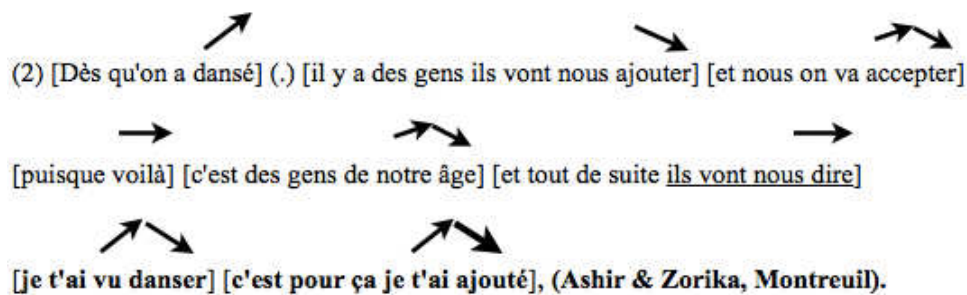 (2) [Dès qu'on a dansé] (.) [il y a des gens ils vont nous ajouter] [et nous on va accepter]
[puisque voilà] [c'est des gens de notre âge] [et tout de suite ils vont nous dire]
[je t'ai vu danser] [c'est pour ça je t'ai ajouté], (Ashir & Zorika, Montreuil).